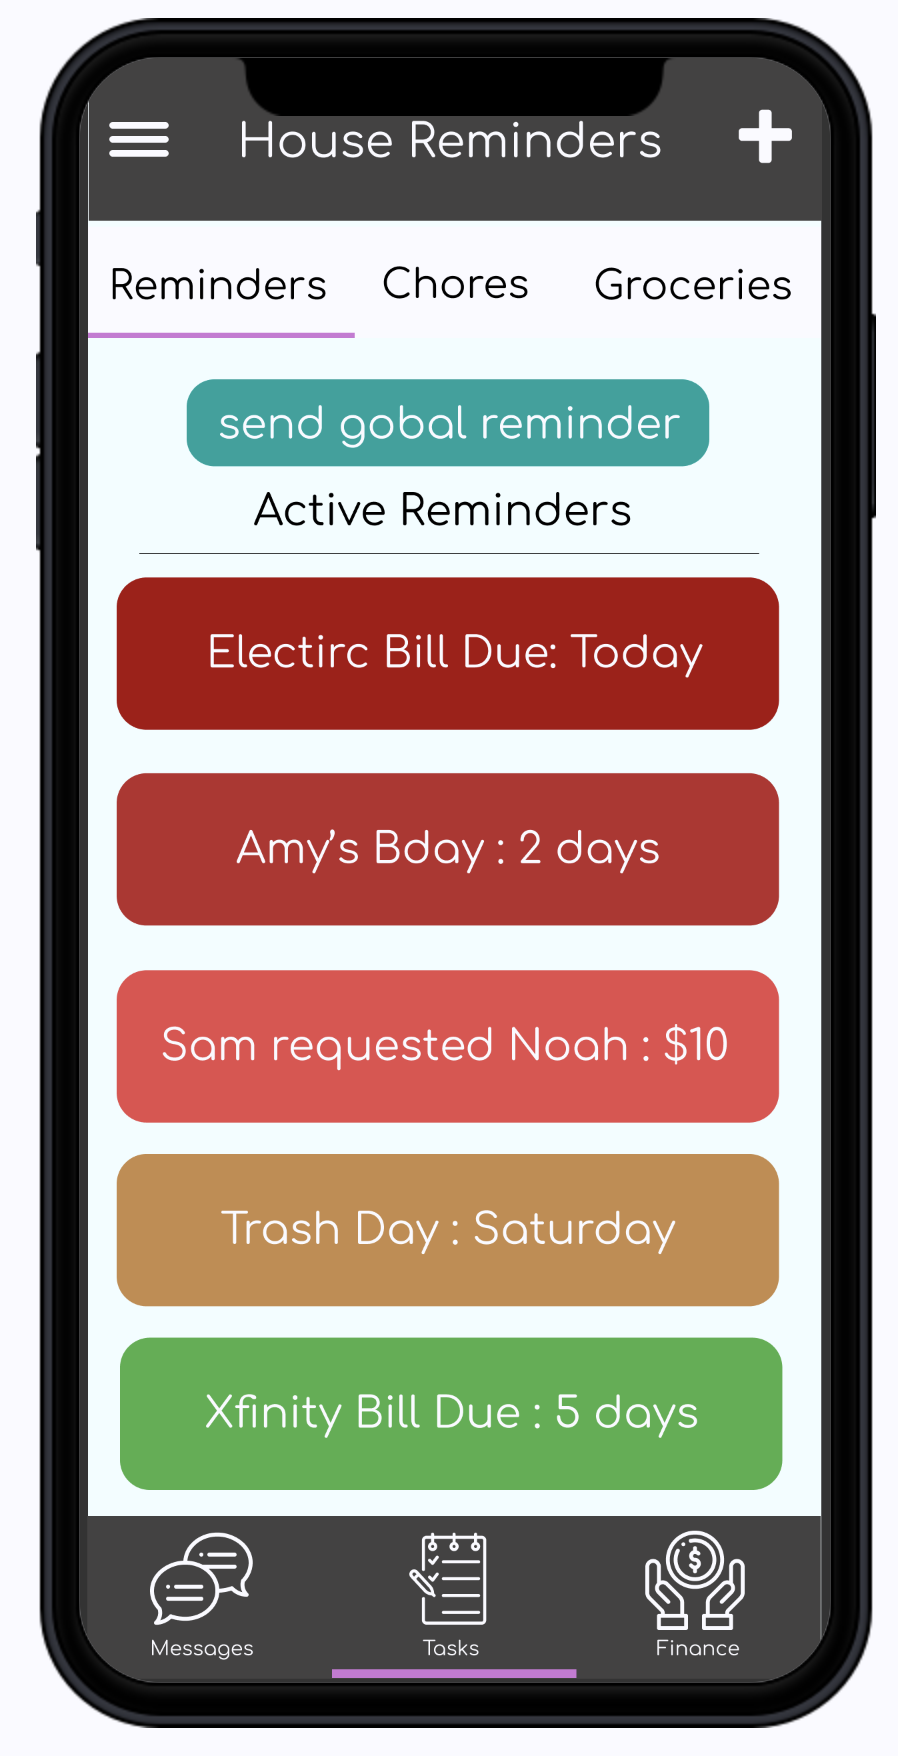 House Reminders
Reminders Chores Groceries
send gobal reminder
Active Reminders
Electirc Bill Due: Today
Amy's Bday : 2 days
Sam requested Noah : $10
Trash Day : Saturday
Xfinity Bill Due : 5 days
$
Messages Tasks Finance